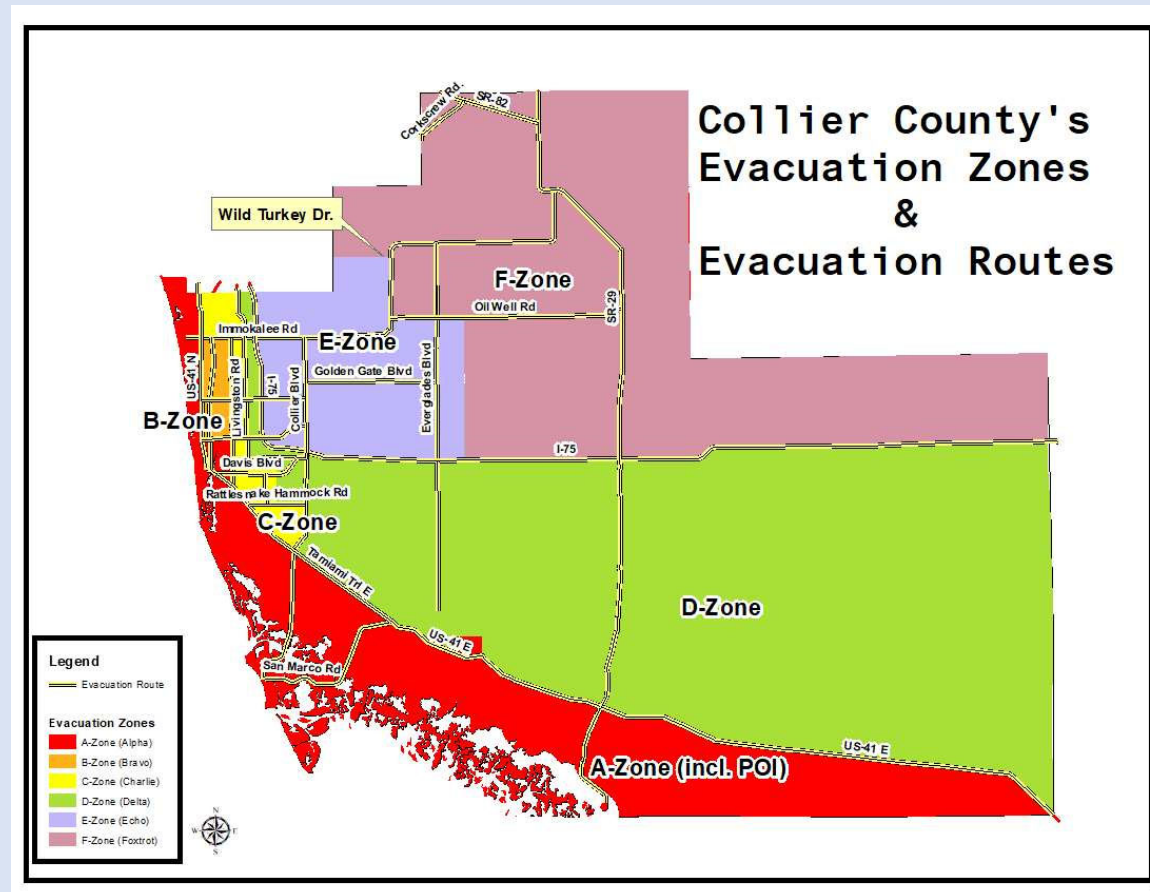 Collier County's
Evacuation Zones
&
Evacuation Routes
Corkscrew Rd.
SR-82
Wild Turkey Dr.
F-Zone
Oil Well Rd
SR-29
Immokalee Rd
E-Zone
US-41 N
Livingston Rd
I-75
Collier Blvd
Golden Gate Blvd
Everglades Blvd
B-Zone
I-75
Davis Blvd
Rattlesnake Hammock Rd
C-Zone
Tamiami Trl E
D-Zone
US-41 E
San Marco Rd
US-41 E
A-Zone (incl. POI)
Legend
Evacuation Route
Evacuation Zones
A-Zone (Alpha)
B-Zone (Bravo)
C-Zone (Charlie)
D-Zone (Delta)
E-Zone (Echo)
F-Zone (Foxtrot)
N
W
E
S